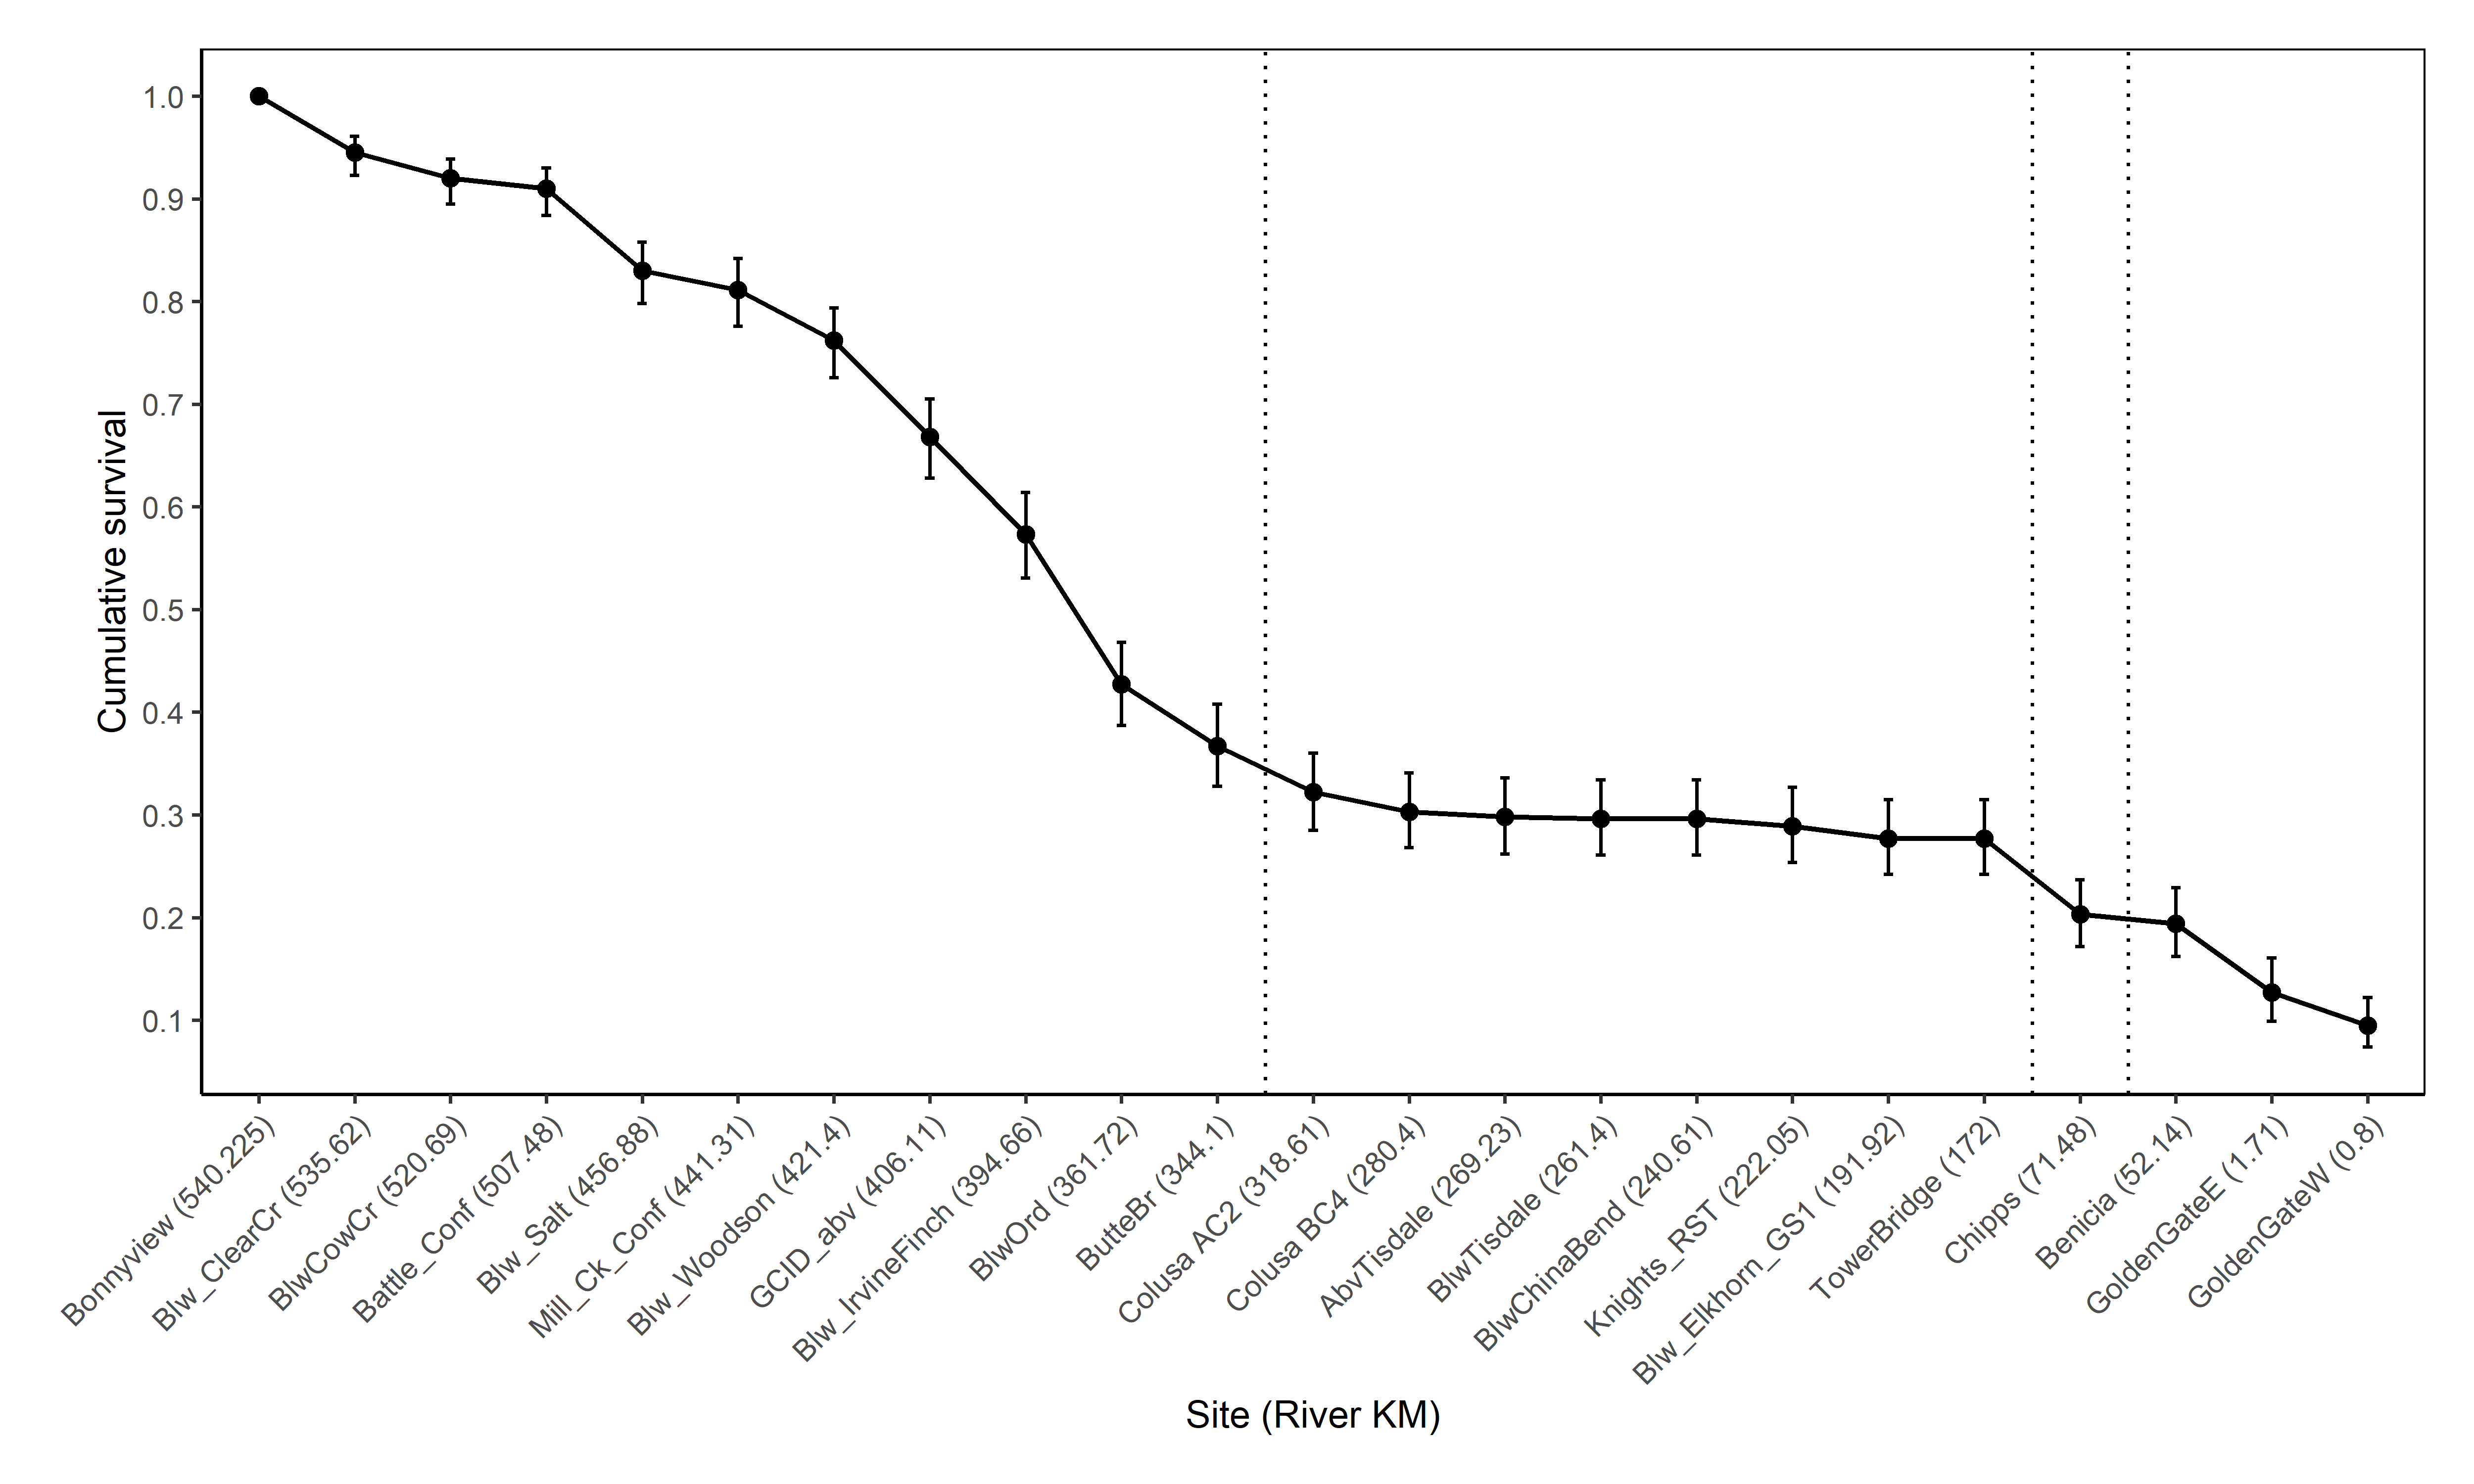 Cumulative survival
1.0
0.9
0.8
0.7
0.6
0.5
0.4
0.3
0.2
0.1
Bonnyview (540.225)
Blw_ClearCr (535.62)
BlwCowCr (520.69)
Battle_Conf (507.48)
Blw_Salt (456.88)
Mill_Ck_Conf (441.31)
Blw_Woodson (421.4)
GCID_abv (406.11)
Blw_IrvineFinch (394.66)
BlwOrd (361.72)
ButteBr (344.1)
Colusa AC2 (318.61)
Colusa BC4 (280.4)
AbvTisdale (269.23)
BlwTisdale (261.4)
BlwChinaBend (240.61)
Knights_RST (222.05)
Blw_Elkhorn_GS1 (191.92)
TowerBridge (172)
Chipps (71.48)
Benicia (52.14)
GoldenGateE (1.71)
GoldenGateW (0.8)
Site (River KM)